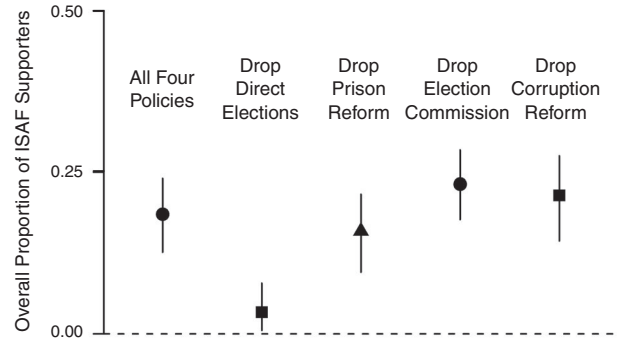 Overall Proportion of ISAF Supporters
0.50
0.25
0.00
All Four
Policies
Drop
Direct
Elections
Drop
Prison
Reform
Drop
Election
Commission
Drop
Corruption
Reform